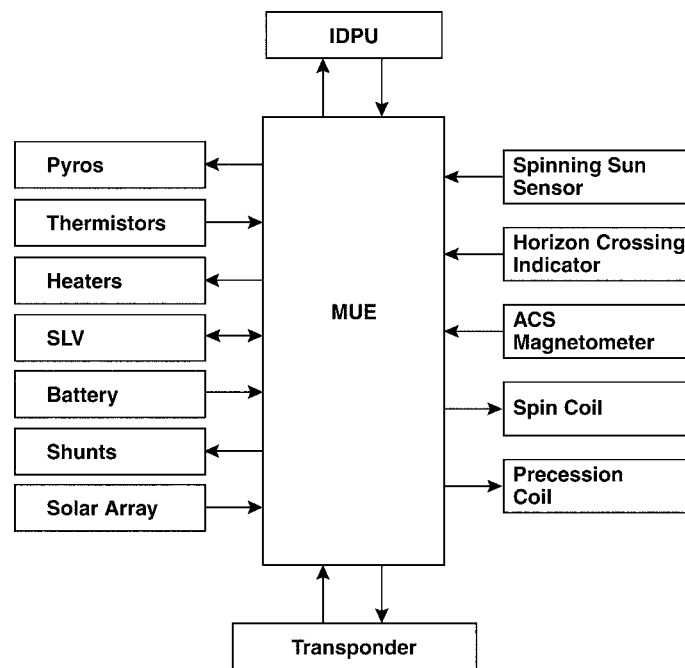 IDPU
Pyros
Thermistors
Heaters
SLV
Battery
Shunts
Solar Array
MUE
Spinning Sun
Sensor
Horizon Crossing
Indicator
ACS
Magnetometer
Spin Coil
Precession
Coil
Transponder